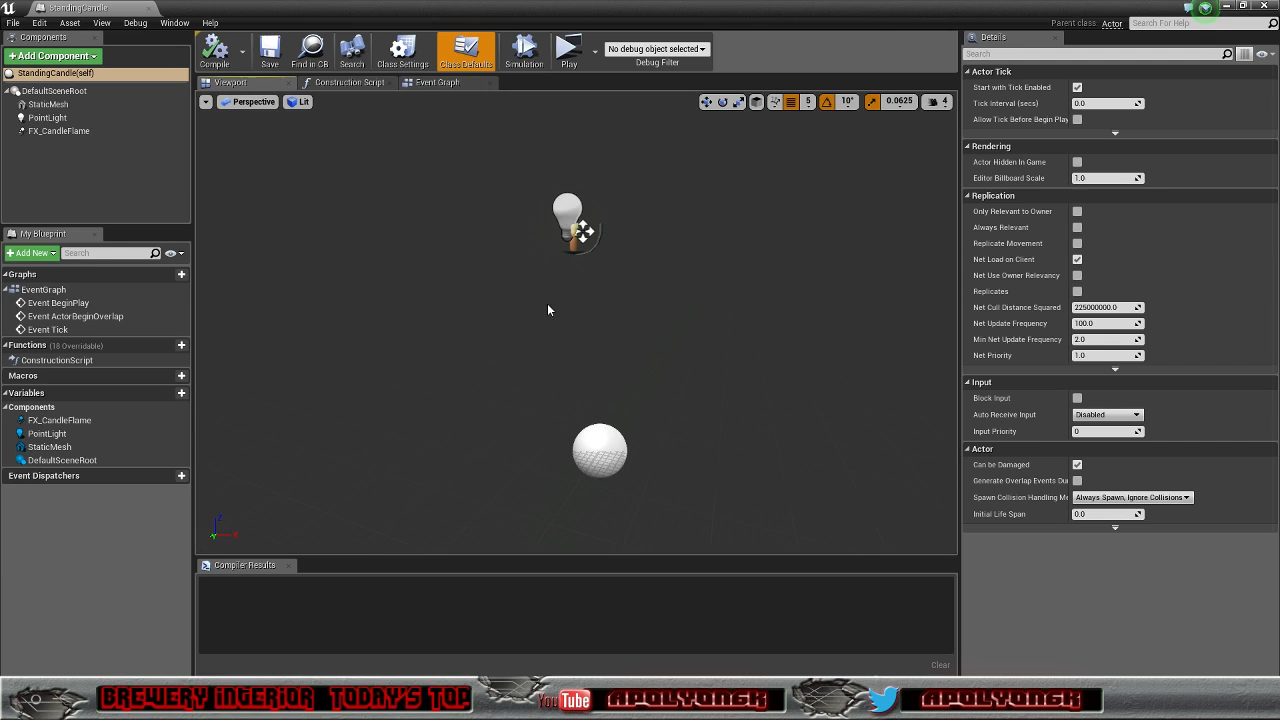 StandingCandle
File Edit Asset View Debug Window Help
Parent class: Actor Search For Help
Components
Add Component
StandingCandle(self)
DefaultSceneRoot
StaticMesh
PointLight
FX_CandleFlame
Compile Save Find in CB Search Class Settings Class Defaults Simulation Play
No debug object selected
Debug Filter
Viewport Construction Script Event Graph
Perspective Lit
5 10° 0.0625 4
My Blueprint
Add New Search
Graphs
EventGraph
Event BeginPlay
Event ActorBeginOverlap
Event Tick
Functions (18 Overridable)
ConstructionScript
Macros
Variables
Components
FX_CandleFlame
PointLight
StaticMesh
DefaultSceneRoot
Event Dispatchers
Z X Y
Compiler Results
Clear
Details
Search
Actor Tick
Start with Tick Enabled
Tick Interval (secs) 0.0
Allow Tick Before Begin Play
Rendering
Actor Hidden In Game
Editor Billboard Scale 1.0
Replication
Only Relevant to Owner
Always Relevant
Replicate Movement
Net Load on Client
Net Use Owner Relevancy
Replicates
Net Cull Distance Squared 225000000.0
Net Update Frequency 100.0
Min Net Update Frequency 2.0
Net Priority 1.0
Input
Block Input
Auto Receive Input Disabled
Input Priority 0
Actor
Can be Damaged
Generate Overlap Events Du
Spawn Collision Handling Me Always Spawn, Ignore Collisions
Initial Life Span 0.0
BREWERY INTERIOR TODAY'S TOP YouTube APOLYONGK APOLYONGK